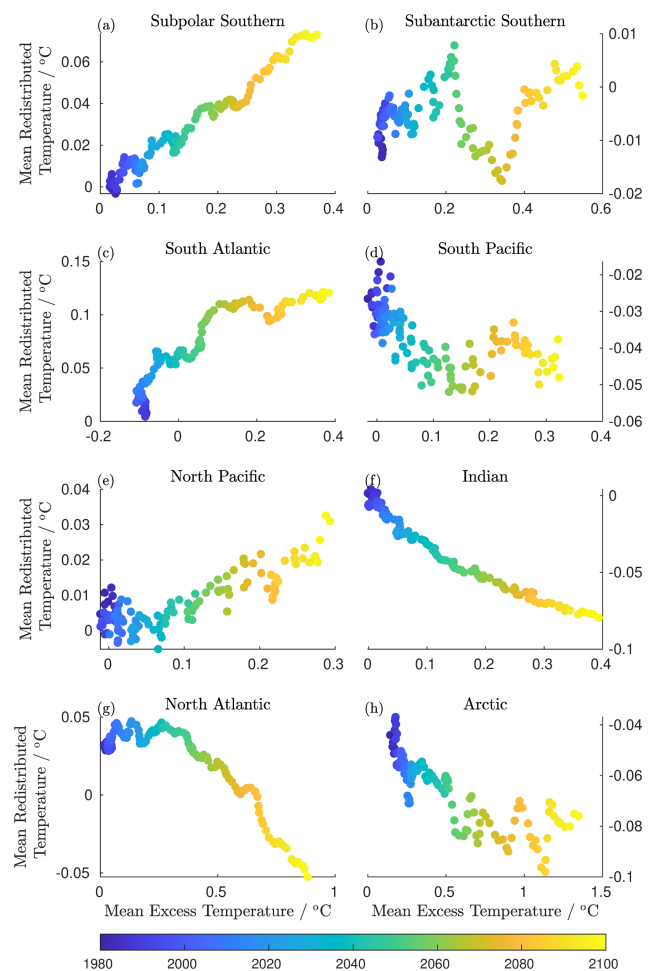 (a) Subpolar Southern
(b) Subantarctic Southern
Mean Redistributed
Temperature / °C
0.06
0.04
0.02
0
0 0.1 0.2 0.3 0.4
0.01
0
-0.01
-0.02
0 0.2 0.4 0.6
(c) South Atlantic
(d) South Pacific
Mean Redistributed
Temperature / °C
0.15
0.1
0.05
0
-0.2 0 0.2 0.4
-0.02
-0.03
-0.04
-0.05
-0.06
0 0.1 0.2 0.3 0.4
(e) North Pacific
(f) Indian
Mean Redistributed
Temperature / °C
0.04
0.03
0.02
0.01
0
0 0.1 0.2 0.3
0
-0.05
-0.1
0 0.1 0.2 0.3 0.4
(g) North Atlantic
(h) Arctic
Mean Redistributed
Temperature / °C
0.05
0
-0.05
0 0.5 1
Mean Excess Temperature / °C
-0.04
-0.06
-0.08
-0.1
0 0.5 1 1.5
Mean Excess Temperature / °C
1980 2000 2020 2040 2060 2080 2100